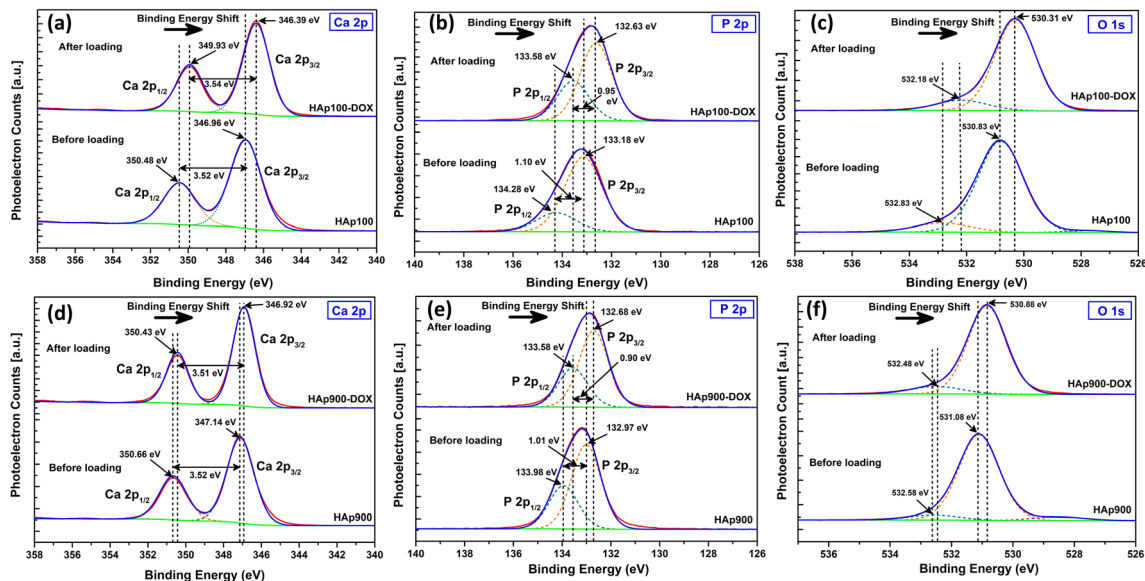 (a)
Binding Energy Shift
346.39 eV
Ca 2p
After loading
349.93 eV
Ca 2p1/2
3.54 eV
Ca 2p3/2
HAp100-DOX
Before loading
346.96 eV
350.48 eV
Ca 2p1/2
3.52 eV
Ca 2p3/2
HAp100
Photoelectron Counts [a.u.]
358 356 354 352 350 348 346 344 342 340
Binding Energy (eV)
(b)
Binding Energy Shift
132.63 eV
P 2p
After loading
133.58 eV
P 2p3/2
P 2p1/2
0.95
eV
HAp100-DOX
Before loading
133.18 eV
1.10 eV
134.28 eV
P 2p3/2
P 2p1/2
HAp100
Photoelectron Counts [a.u.]
140 138 136 134 132 130 128 126
Binding Energy (eV)
(c)
Binding Energy Shift
530.31 eV
O 1s
After loading
532.18 eV
HAp100-DOX
530.83 eV
Before loading
532.83 eV
HAp100
Photoelectron Count [a.u.]
538 536 534 532 530 528 526
Binding Energy (eV)
(d)
Binding Energy Shift
346.92 eV
Ca 2p
After loading
350.43 eV
Ca 2p3/2
Ca 2p1/2
3.51 eV
HAp900-DOX
347.14 eV
Before loading
350.66 eV
Ca 2p3/2
3.52 eV
Ca 2p1/2
HAp900
Photoelectron Counts [a.u.]
358 356 354 352 350 348 346 344 342 340
Binding Energy (eV)
(e)
Binding Energy Shift
P 2p
After loading
132.68 eV
133.58 eV
P 2p3/2
0.90 eV
P 2p1/2
HAp900-DOX
Before loading
1.01 eV
132.97 eV
133.98 eV
P 2p3/2
P 2p1/2
HAp900
Photoelectron Counts [a.u.]
140 138 136 134 132 130 128 126
Binding Energy (eV)
(f)
Binding Energy Shift
530.88 eV
O 1s
After loading
532.48 eV
HAp900-DOX
531.08 eV
Before loading
532.58 eV
HAp900
Photoelectron Counts [a.u.]
536 534 532 530 528 526
Binding Energy (eV)